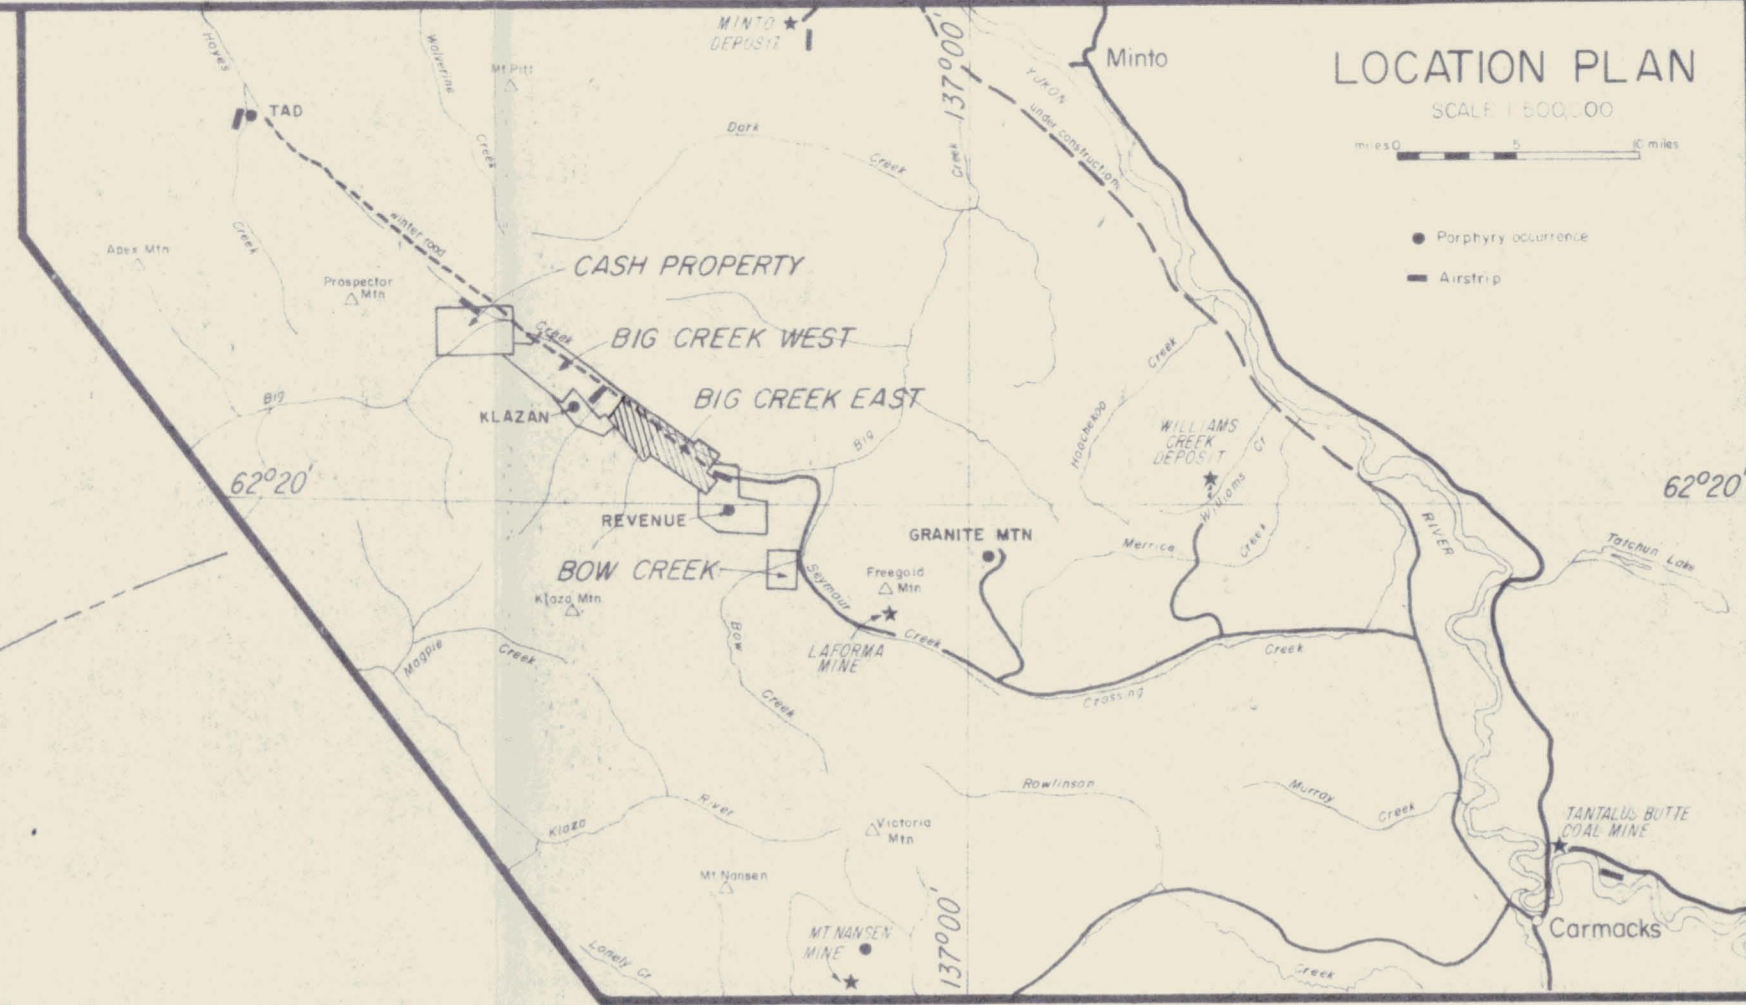 LOCATION PLAN
miles 0 5 10 miles
Porphyry occurrence
Airstrip
MINTO
DEPOSIT
137°00'
Minto
YUKON
under construction
Hayes
Wolverine
Mt Pitt
TAD
Dark
Creek
Creek
Creek
Creek
winter road
Apex Mtn
Prospector
Mtn
CASH PROPERTY
Creek
BIG CREEK WEST
BIG CREEK EAST
Big
KLAZAN
Big
Hoochekoo
Creek
WILLIAMS
CREEK
DEPOSIT
Williams
Cr
62°20'
62°20'
REVENUE
GRANITE MTN
Merrice
Creek
RIVER
Tatchun Lake
BOW CREEK
Seymour
Freegold
Mtn
Klaza Mtn
Bow
LAFORMA
MINE
Creek
Creek
Magpie
Creek
Creek
Crossing
Klaza
River
Rowlinson
Murray
Creek
Victoria
Mtn
TANTALUS BUTTE
COAL MINE
Mt Nansen
137°00'
MT NANSEN
MINE
Carmacks
Lonely Cr
Creek